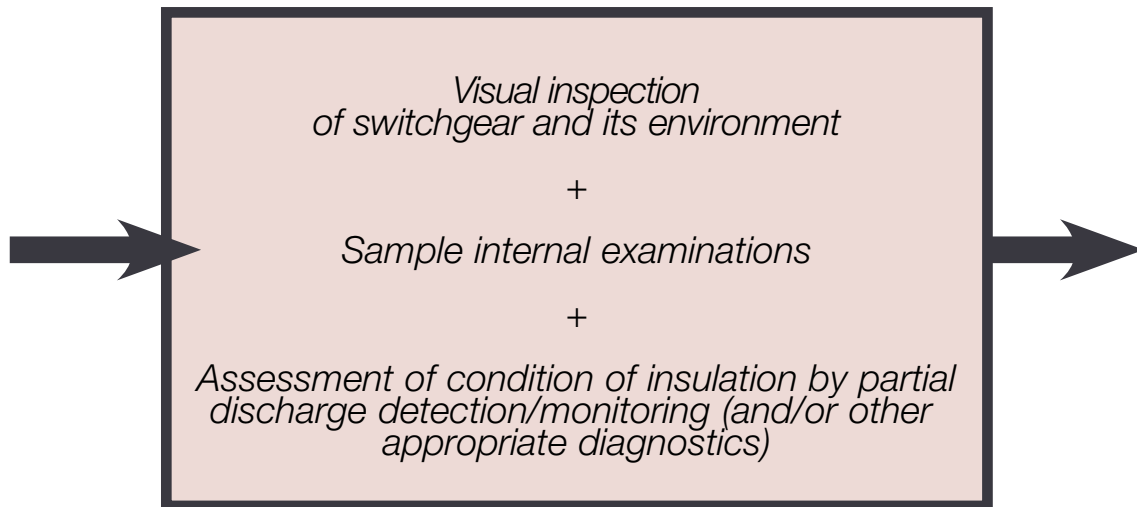 Visual inspection
of switchgear and its environment
+
Sample internal examinations
+
Assessment of condition of insulation by partial
discharge detection/monitoring (and/or other
appropriate diagnostics)